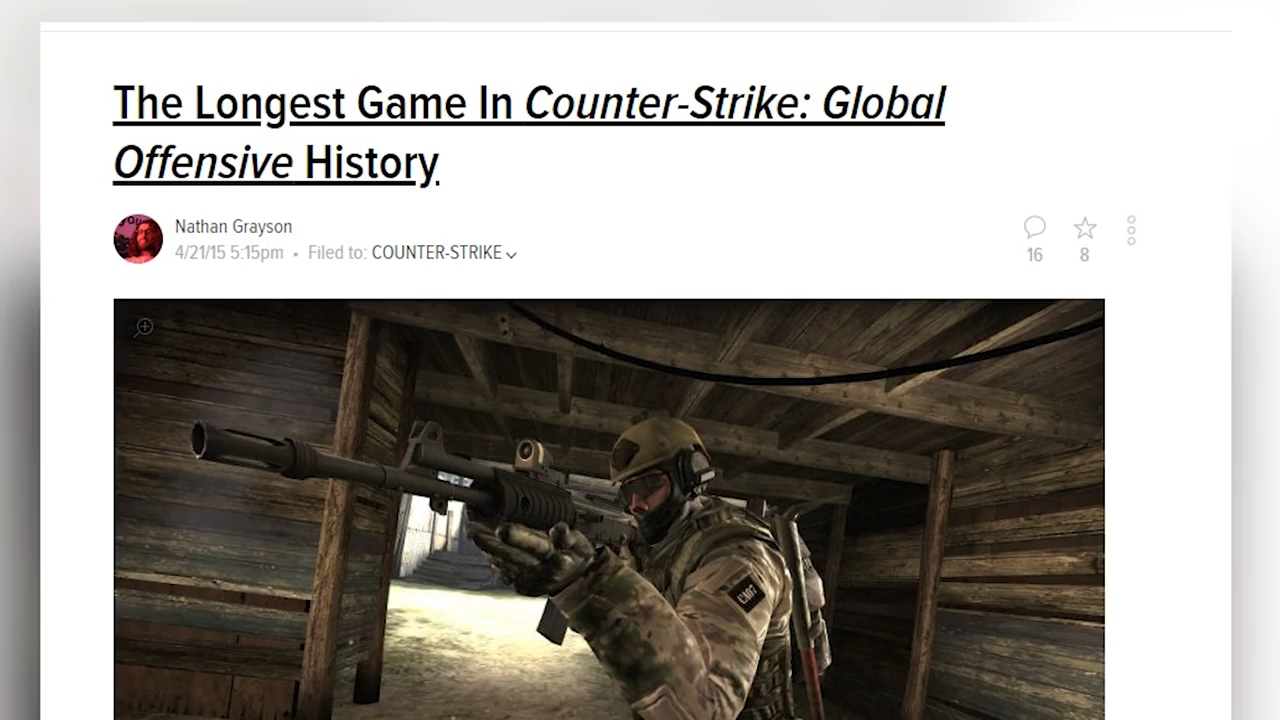 The Longest Game In Counter-Strike: Global
Offensive History
Nathan Grayson
4/21/15 5:15pm • Filed to: COUNTER-STRIKE
16
8